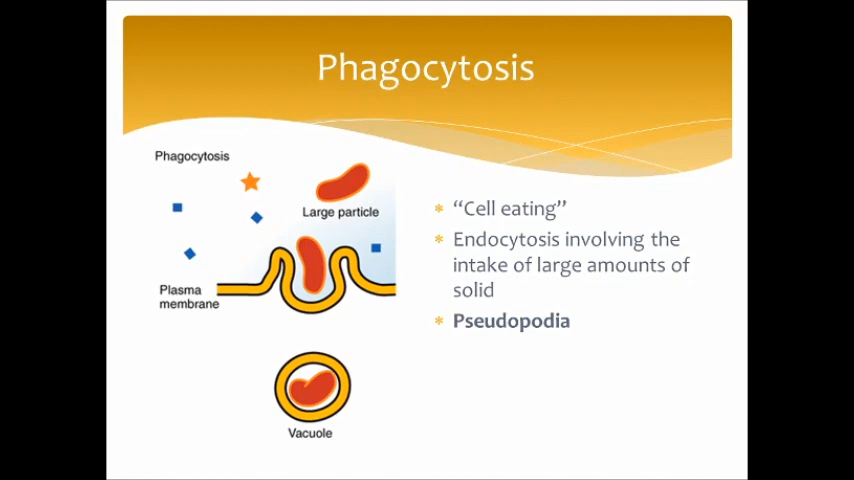 Phagocytosis
Phagocytosis
Large particle
Plasma
membrane
Vacuole
“Cell eating”
Endocytosis involving the
intake of large amounts of
solid
Pseudopodia